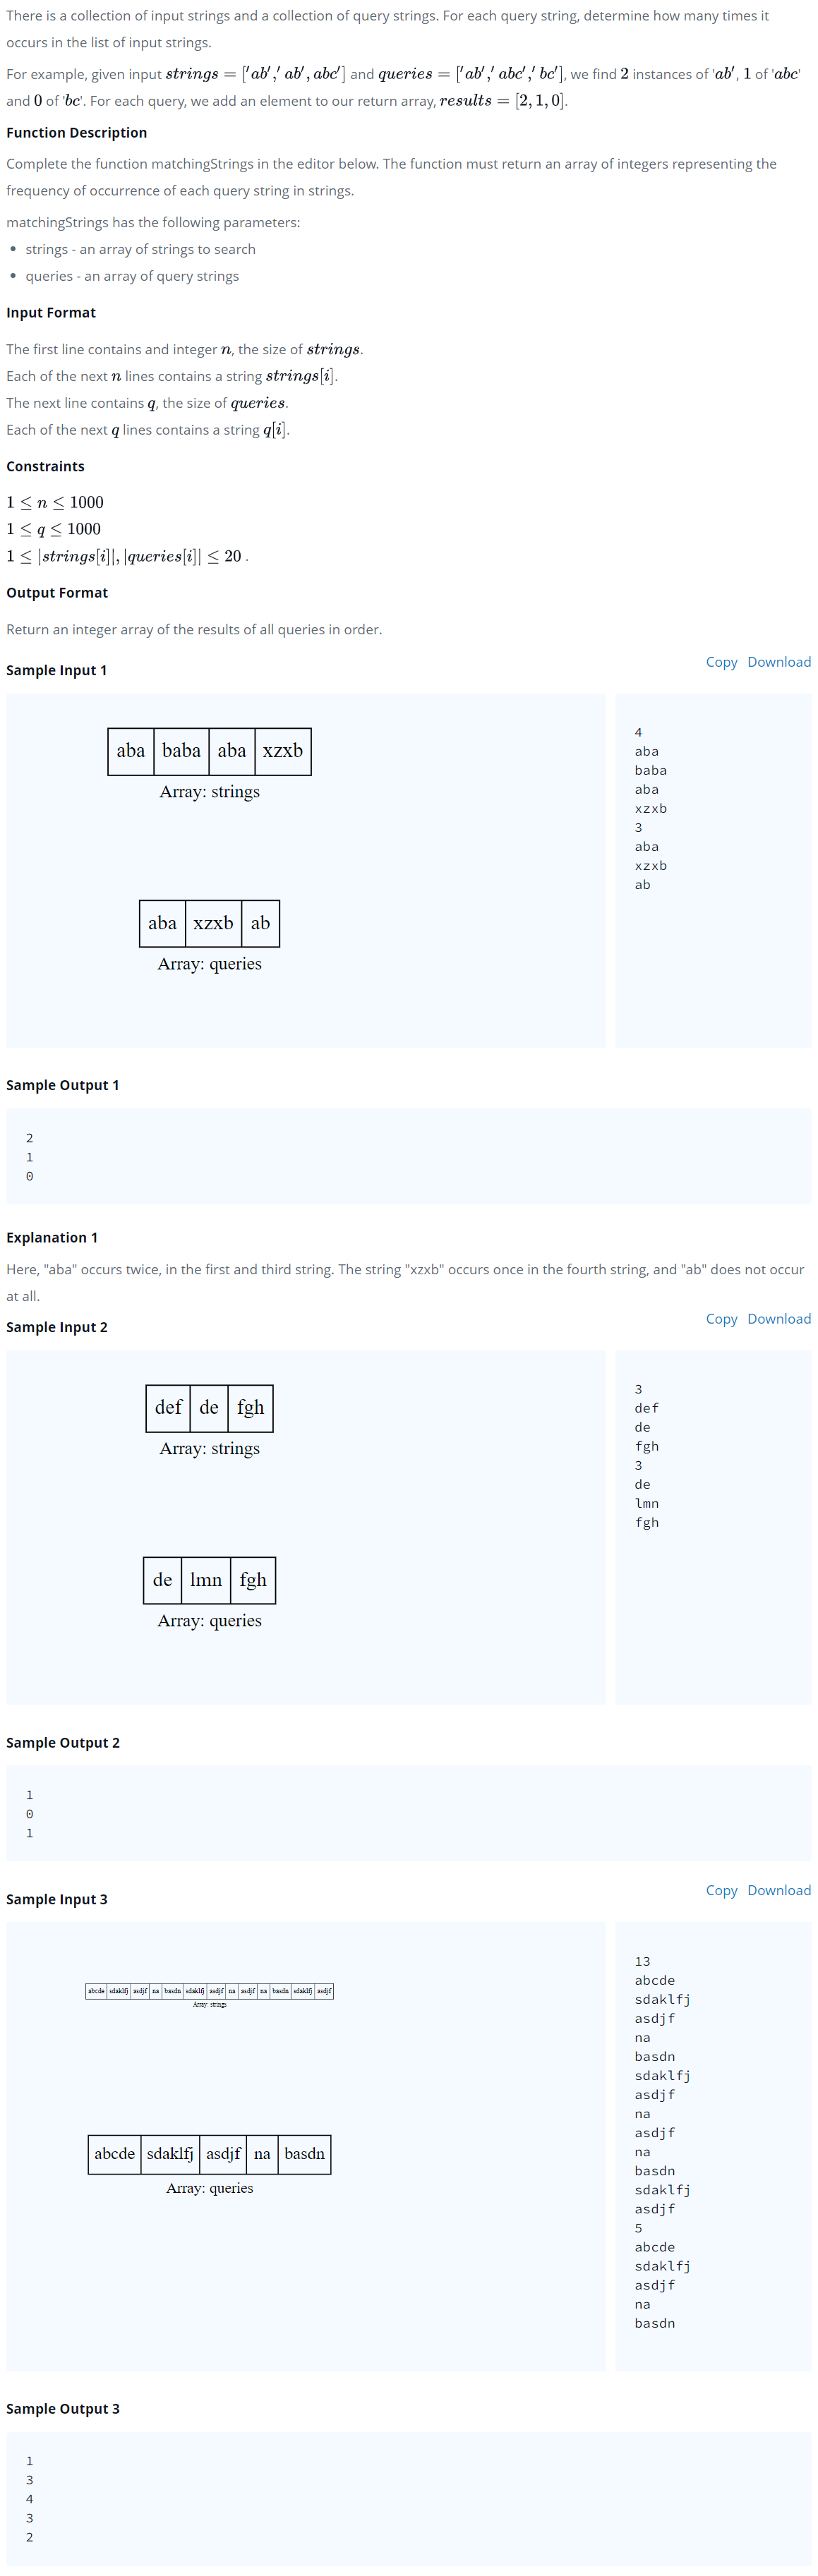 There is a collection of input strings and a collection of query strings. For each query string, determine how many times it
occurs in the list of input strings.
For example, given input strings = ['ab',' ab', abc'] and queries = ['ab',' abc',' bc'], we find 2 instances of 'ab', 1 of 'abc'
and 0 of 'bc'. For each query, we add an element to our return array, results = [2, 1, 0].
Function Description
Complete the function matchingStrings in the editor below. The function must return an array of integers representing the
frequency of occurrence of each query string in strings.
matchingStrings has the following parameters:
• strings - an array of strings to search
• queries - an array of query strings
Input Format
The first line contains and integer n, the size of strings.
Each of the next n lines contains a string strings[i].
The next line contains q, the size of queries.
Each of the next q lines contains a string q[i].
Constraints
1 ≤ n ≤ 1000
1 ≤ q ≤ 1000
1 ≤ |strings[i]|, |queries[i]| ≤ 20 .
Output Format
Return an integer array of the results of all queries in order.
Sample Input 1
Copy Download
aba baba aba xzxb
Array: strings
aba xzxb ab
Array: queries
4
aba
baba
aba
xzxb
3
aba
xzxb
ab
Sample Output 1
2
1
0
Explanation 1
Here, "aba" occurs twice, in the first and third string. The string "xzxb" occurs once in the fourth string, and "ab" does not occur
at all.
Sample Input 2
Copy Download
def de fgh
Array: strings
de lmn fgh
Array: queries
3
def
de
fgh
3
de
lmn
fgh
Sample Output 2
1
0
1
Sample Input 3
Copy Download
abcde sdaklfj asdjf na basdn sdaklfj asdjf na asdjf na basdn sdaklfj asdjf
Array: strings
abcde sdaklfj asdjf na basdn
Array: queries
13
abcde
sdaklfj
asdjf
na
basdn
sdaklfj
asdjf
na
asdjf
na
basdn
sdaklfj
asdjf
5
abcde
sdaklfj
asdjf
na
basdn
Sample Output 3
1
3
4
3
2